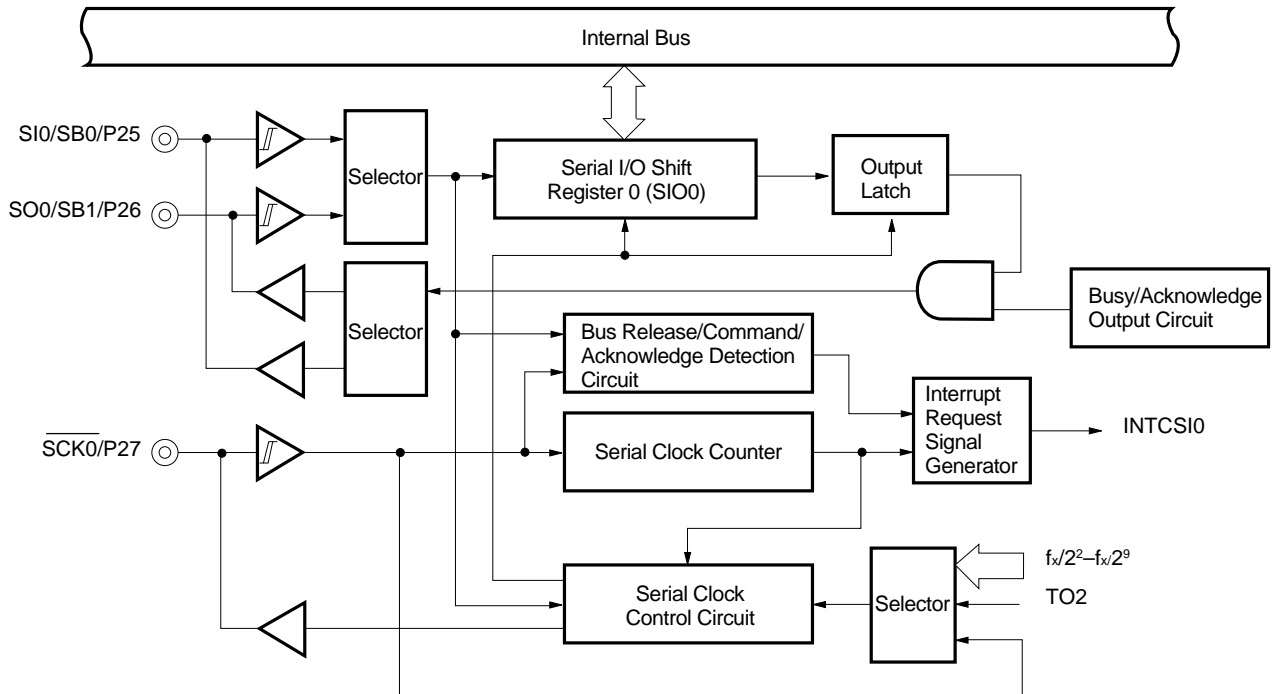 Internal Bus
SI0/SB0/P25
Selector
Serial I/O Shift
Register 0 (SIO0)
Output
Latch
SO0/SB1/P26
Selector
Busy/Acknowledge
Output Circuit
Bus Release/Command/
Acknowledge Detection
Circuit
Interrupt
Request
Signal
Generator
INTCSI0
S̅C̅K̅0̅/P27
Serial Clock Counter
Serial Clock
Control Circuit
Selector
fx/2²–fx/2⁹
TO2